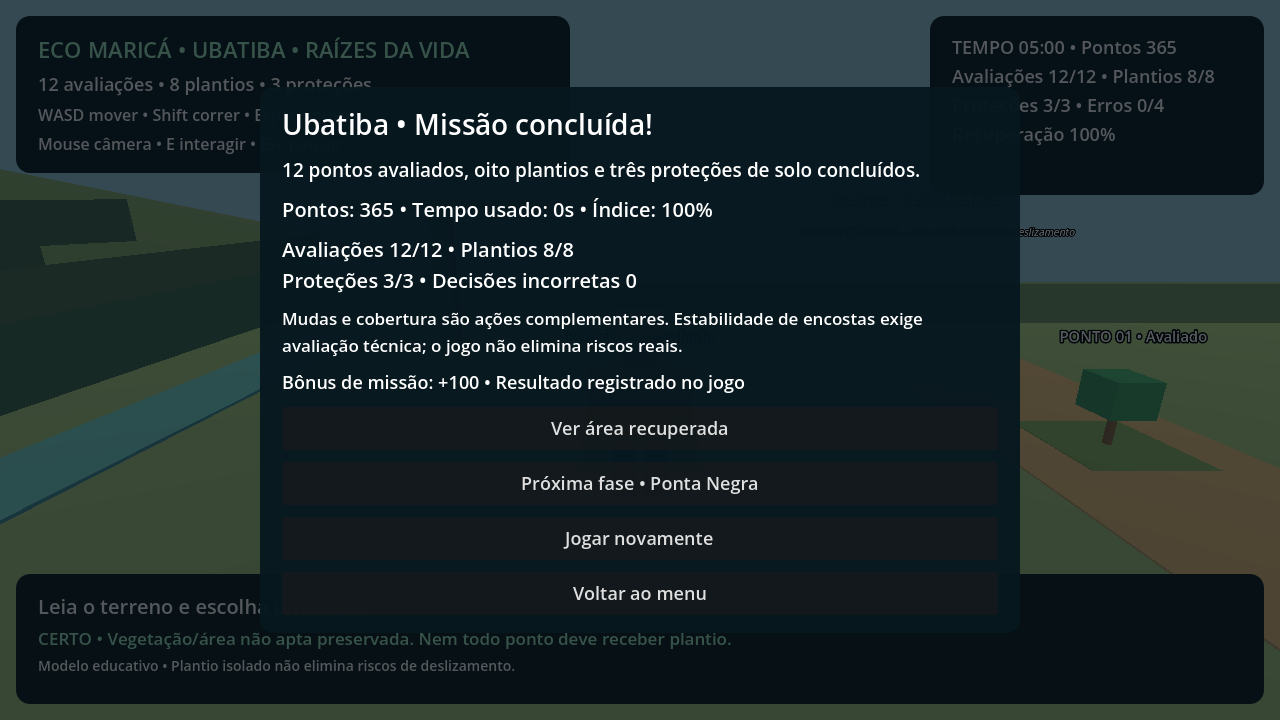 ECO MARICÁ • UBATIBA • RAÍZES DA VIDA
12 avaliações • 8 plantios • 3 proteções
WASD mover • Shift correr •
Mouse câmera • E interagir •
TEMPO 05:00 • Pontos 365
Avaliações 12/12 • Plantios 8/8
Proteções 3/3 • Erros 0/4
Recuperação 100%
Ubatiba • Missão concluída!
12 pontos avaliados, oito plantios e três proteções de solo concluídos.
Pontos: 365 • Tempo usado: 0s • Índice: 100%
Avaliações 12/12 • Plantios 8/8
Proteções 3/3 • Decisões incorretas 0
Mudas e cobertura são ações complementares. Estabilidade de encostas exige
avaliação técnica; o jogo não elimina riscos reais.
Bônus de missão: +100 • Resultado registrado no jogo
Ver área recuperada
Próxima fase • Ponta Negra
Jogar novamente
Voltar ao menu
PONTO 01 • Avaliado
Leia o terreno e escolha
CERTO • Vegetação/área não apta preservada. Nem todo ponto deve receber plantio.
Modelo educativo • Plantio isolado não elimina riscos de deslizamento.